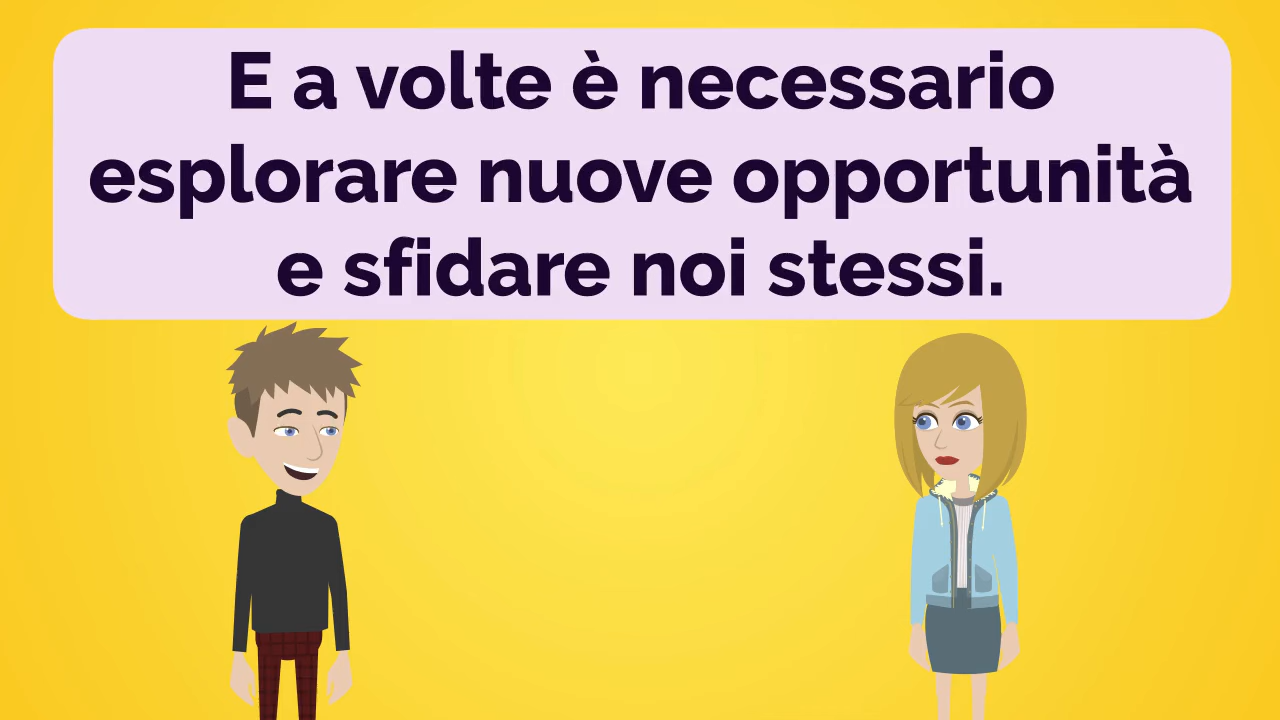 E a volte è necessario
esplorare nuove opportunità
e sfidare noi stessi.